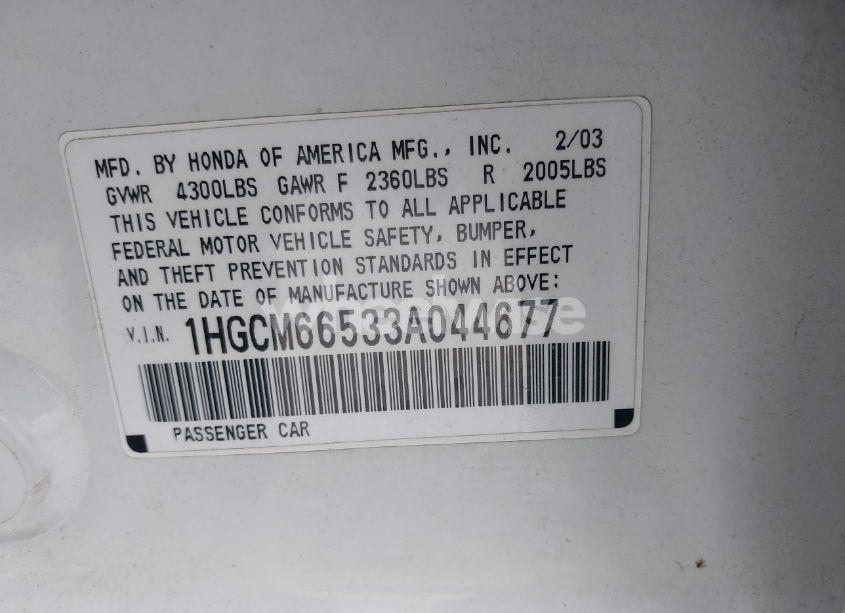 MFD. BY HONDA OF AMERICA MFG., INC. 2/03
GVWR 4300LBS GAWR F 2360LBS R 2005LBS
THIS VEHICLE CONFORMS TO ALL APPLICABLE
FEDERAL MOTOR VEHICLE SAFETY, BUMPER,
AND THEFT PREVENTION STANDARDS IN EFFECT
ON THE DATE OF MANUFACTURE SHOWN ABOVE:
V.I.N. 1HGCM66533A044677
PASSENGER CAR